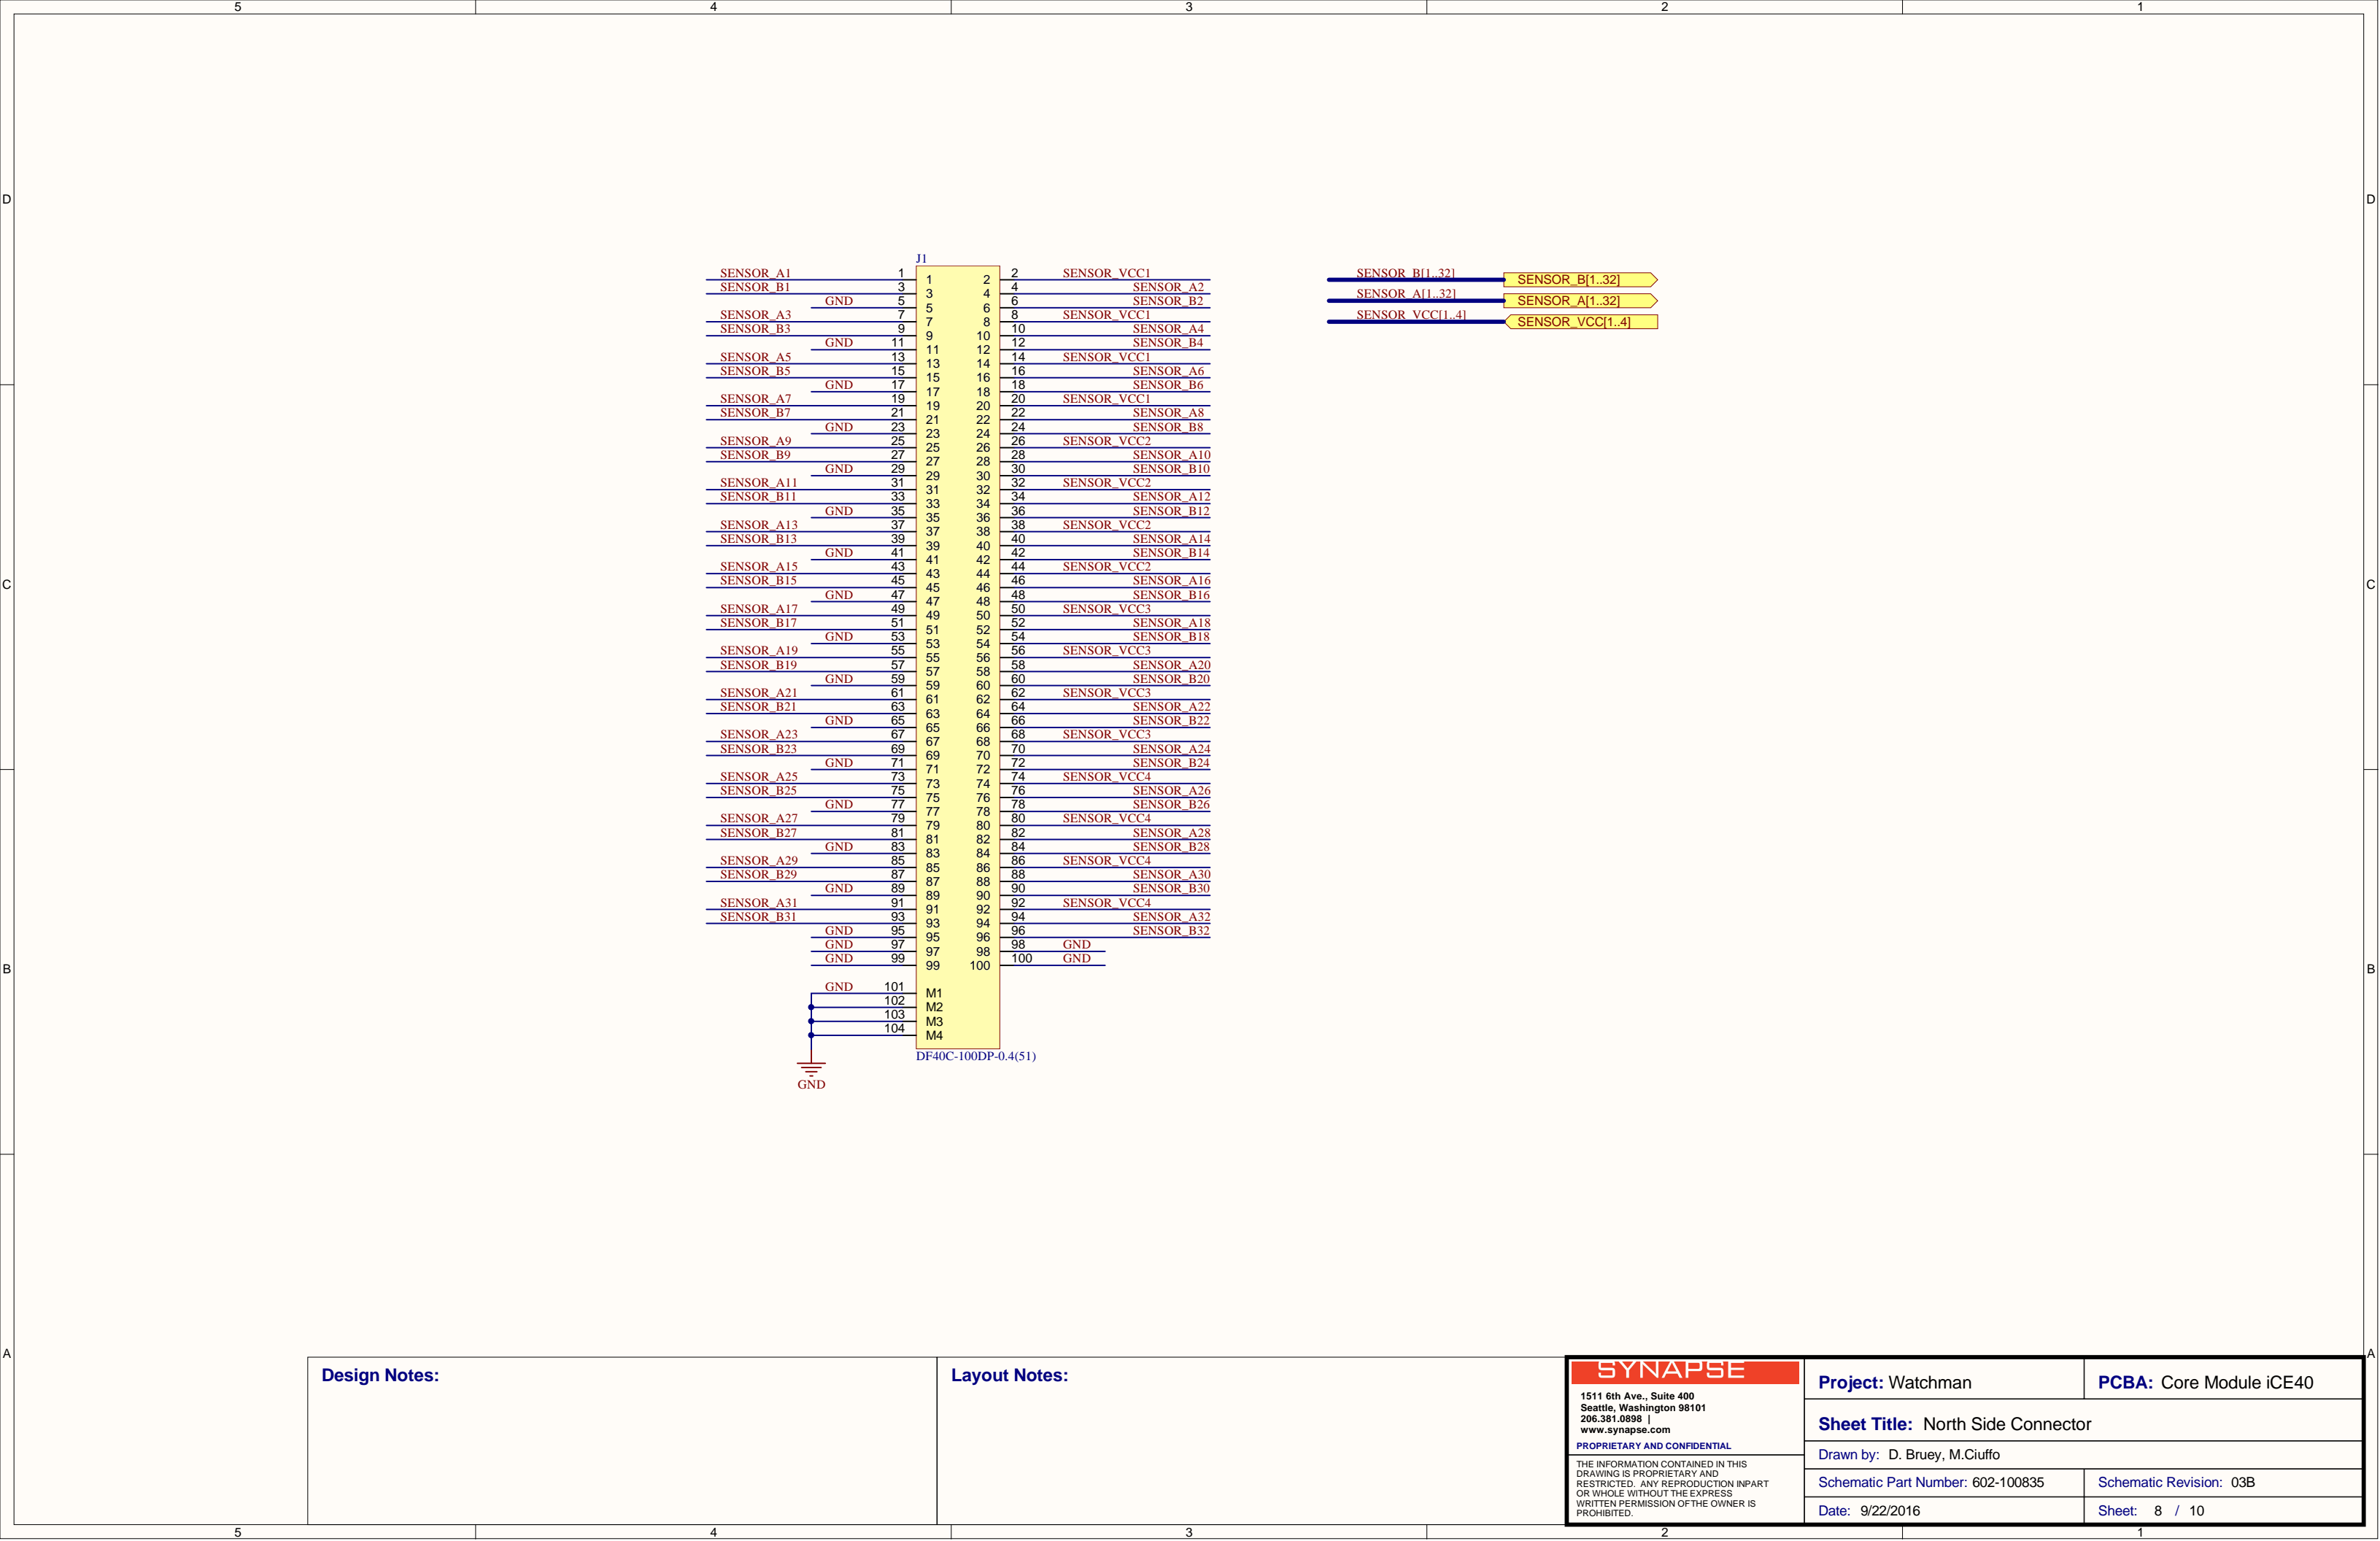 5 4 3 2 1
D D
C C
B B
A A
J1
SENSOR_A1 1 1 2 2 SENSOR_VCC1
SENSOR_B1 3 3 4 4 SENSOR_A2
GND 5 5 6 6 SENSOR_B2
SENSOR_A3 7 7 8 8 SENSOR_VCC1
SENSOR_B3 9 9 10 10 SENSOR_A4
GND 11 11 12 12 SENSOR_B4
SENSOR_A5 13 13 14 14 SENSOR_VCC1
SENSOR_B5 15 15 16 16 SENSOR_A6
GND 17 17 18 18 SENSOR_B6
SENSOR_A7 19 19 20 20 SENSOR_VCC1
SENSOR_B7 21 21 22 22 SENSOR_A8
GND 23 23 24 24 SENSOR_B8
SENSOR_A9 25 25 26 26 SENSOR_VCC2
SENSOR_B9 27 27 28 28 SENSOR_A10
GND 29 29 30 30 SENSOR_B10
SENSOR_A11 31 31 32 32 SENSOR_VCC2
SENSOR_B11 33 33 34 34 SENSOR_A12
GND 35 35 36 36 SENSOR_B12
SENSOR_A13 37 37 38 38 SENSOR_VCC2
SENSOR_B13 39 39 40 40 SENSOR_A14
GND 41 41 42 42 SENSOR_B14
SENSOR_A15 43 43 44 44 SENSOR_VCC2
SENSOR_B15 45 45 46 46 SENSOR_A16
GND 47 47 48 48 SENSOR_B16
SENSOR_A17 49 49 50 50 SENSOR_VCC3
SENSOR_B17 51 51 52 52 SENSOR_A18
GND 53 53 54 54 SENSOR_B18
SENSOR_A19 55 55 56 56 SENSOR_VCC3
SENSOR_B19 57 57 58 58 SENSOR_A20
GND 59 59 60 60 SENSOR_B20
SENSOR_A21 61 61 62 62 SENSOR_VCC3
SENSOR_B21 63 63 64 64 SENSOR_A22
GND 65 65 66 66 SENSOR_B22
SENSOR_A23 67 67 68 68 SENSOR_VCC3
SENSOR_B23 69 69 70 70 SENSOR_A24
GND 71 71 72 72 SENSOR_B24
SENSOR_A25 73 73 74 74 SENSOR_VCC4
SENSOR_B25 75 75 76 76 SENSOR_A26
GND 77 77 78 78 SENSOR_B26
SENSOR_A27 79 79 80 80 SENSOR_VCC4
SENSOR_B27 81 81 82 82 SENSOR_A28
GND 83 83 84 84 SENSOR_B28
SENSOR_A29 85 85 86 86 SENSOR_VCC4
SENSOR_B29 87 87 88 88 SENSOR_A30
GND 89 89 90 90 SENSOR_B30
SENSOR_A31 91 91 92 92 SENSOR_VCC4
SENSOR_B31 93 93 94 94 SENSOR_A32
GND 95 95 96 96 SENSOR_B32
GND 97 97 98 98 GND
GND 99 99 100 100 GND
GND 101 M1
102 M2
103 M3
104 M4
DF40C-100DP-0.4(51)
GND
SENSOR_B[1..32] SENSOR_B[1..32]
SENSOR_A[1..32] SENSOR_A[1..32]
SENSOR_VCC[1..4] SENSOR_VCC[1..4]
Design Notes:
Layout Notes:
SYNAPSE
1511 6th Ave., Suite 400
Seattle, Washington 98101
206.381.0898 |
www.synapse.com
PROPRIETARY AND CONFIDENTIAL
THE INFORMATION CONTAINED IN THIS
DRAWING IS PROPRIETARY AND
RESTRICTED. ANY REPRODUCTION INPART
OR WHOLE WITHOUT THE EXPRESS
WRITTEN PERMISSION OF THE OWNER IS
PROHIBITED.
Project: Watchman
PCBA: Core Module iCE40
Sheet Title: North Side Connector
Drawn by: D. Bruey, M.Ciuffo
Schematic Part Number: 602-100835
Schematic Revision: 03B
Date: 9/22/2016
Sheet: 8 / 10
5 4 3 2 1